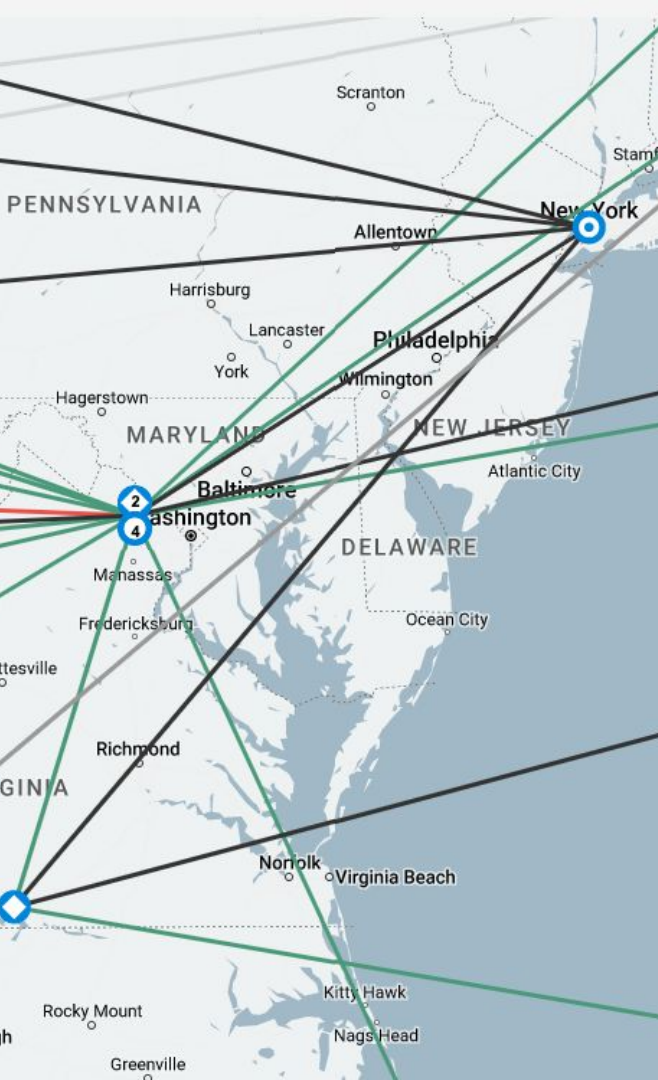 Scranton
Stamf
PENNSYLVANIA
New York
Allentown
Harrisburg
Lancaster
Philadelphia
York
Wilmington
Hagerstown
MARYLAND
NEW JERSEY
Atlantic City
Baltimore
2
ashington
4
DELAWARE
Manassas
Fredericksburg
Ocean City
ttesville
Richmond
GINIA
Norfolk
Virginia Beach
Kitty Hawk
Rocky Mount
Nags Head
gh
Greenville